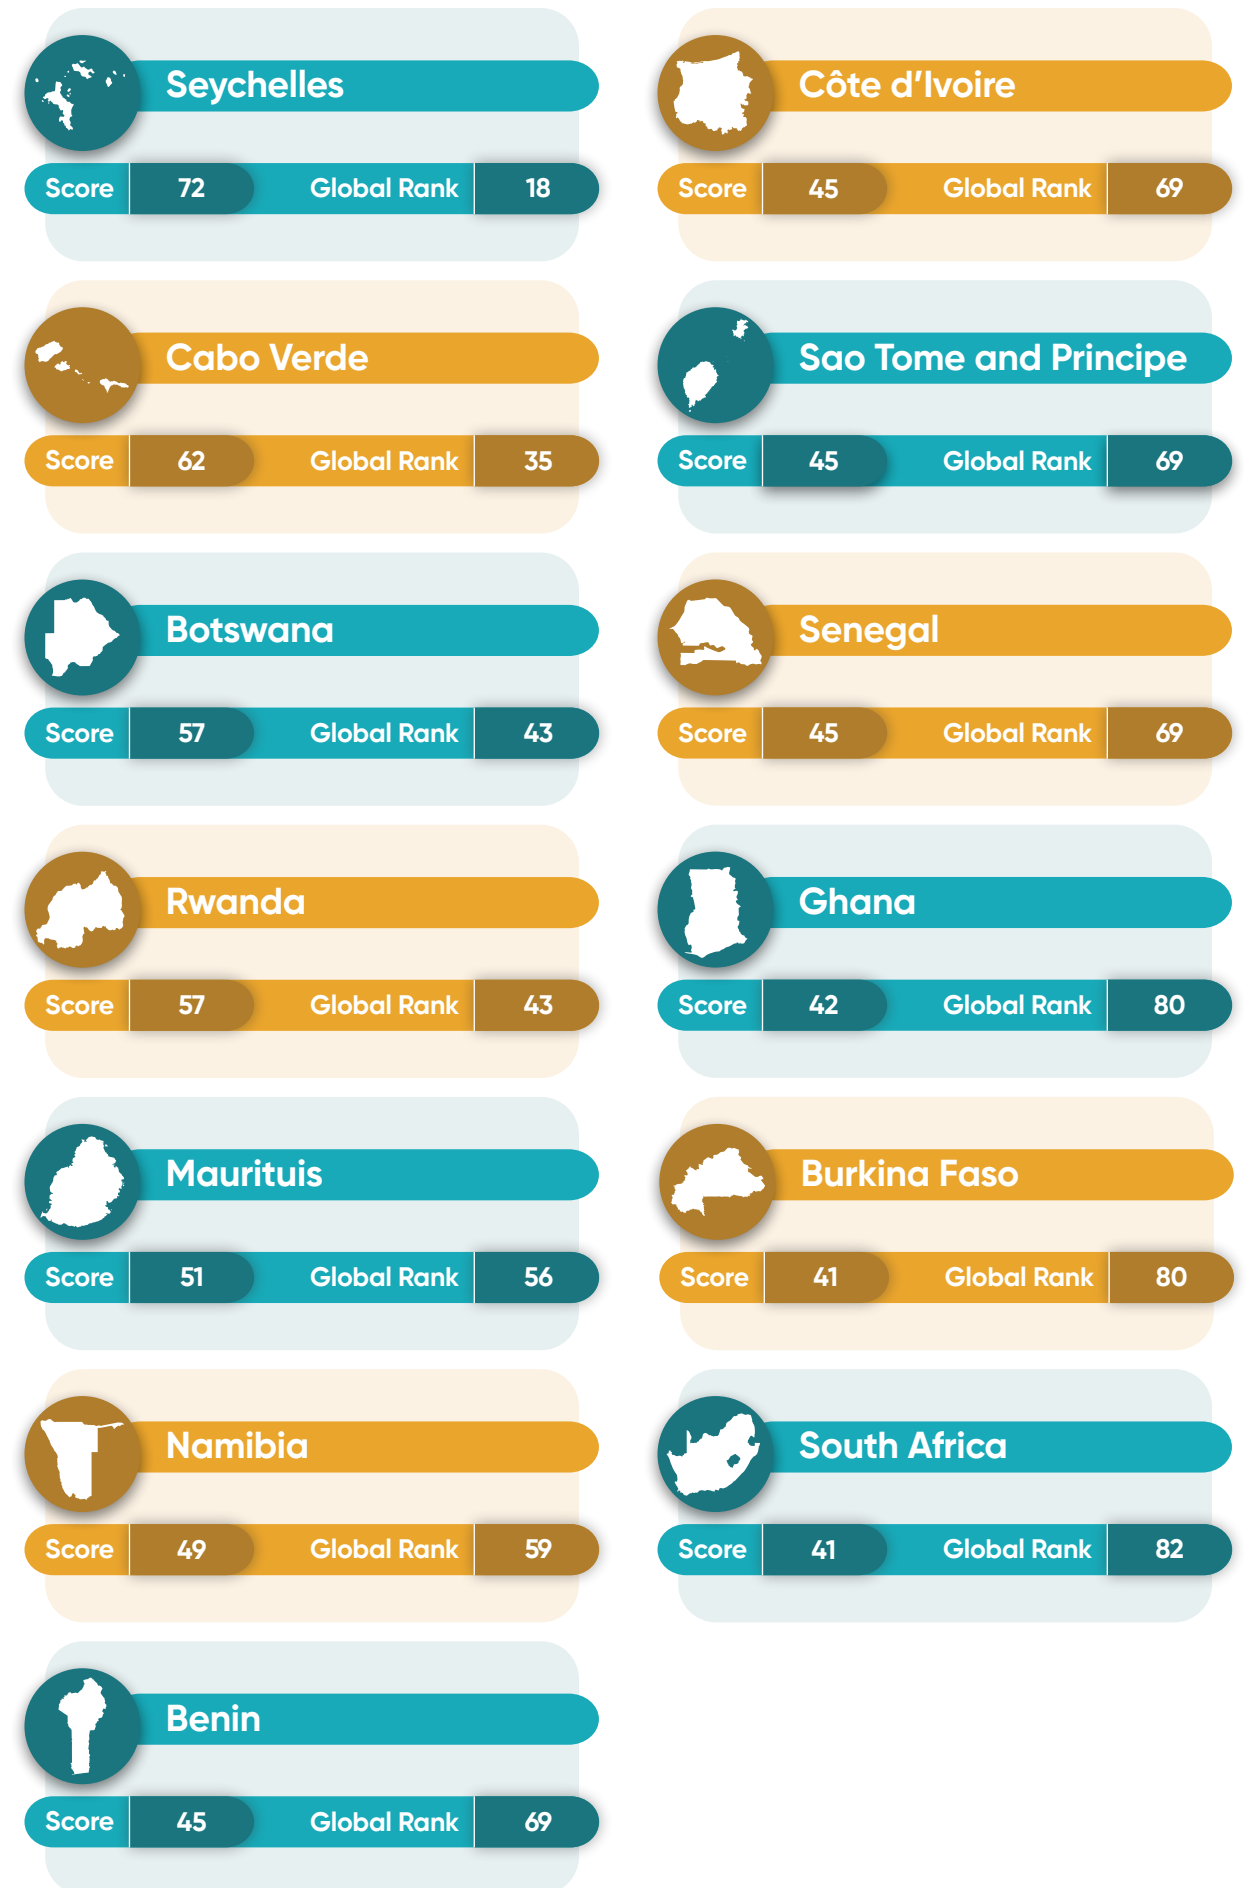 Seychelles
Score 72 Global Rank 18
Cabo Verde
Score 62 Global Rank 35
Botswana
Score 57 Global Rank 43
Rwanda
Score 57 Global Rank 43
Maurituis
Score 51 Global Rank 56
Namibia
Score 49 Global Rank 59
Benin
Score 45 Global Rank 69
Côte d'Ivoire
Score 45 Global Rank 69
Sao Tome and Principe
Score 45 Global Rank 69
Senegal
Score 45 Global Rank 69
Ghana
Score 42 Global Rank 80
Burkina Faso
Score 41 Global Rank 80
South Africa
Score 41 Global Rank 82